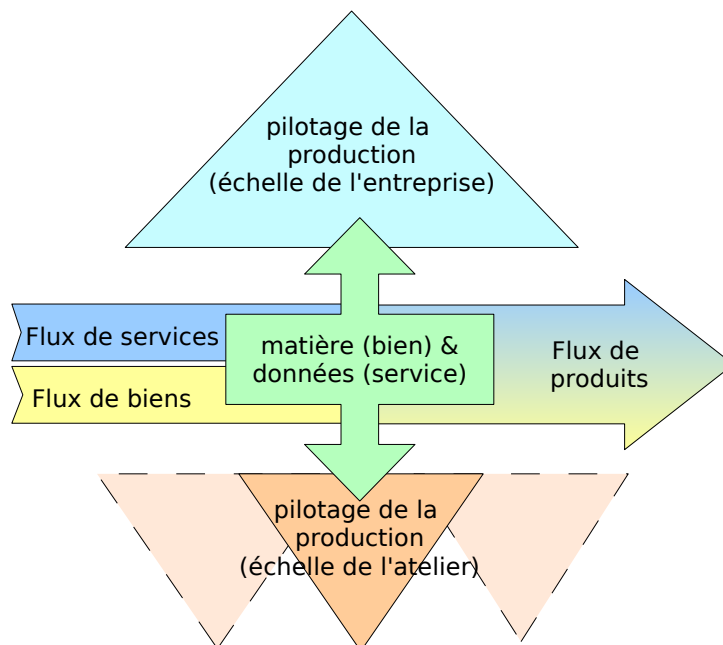 pilotage de la
production
(échelle de l'entreprise)
Flux de services
matière (bien) &
données (service)
Flux de
produits
Flux de biens
pilotage de la
production
(échelle de l'atelier)